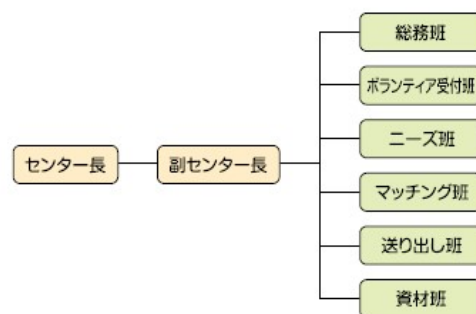 センター長
副センター長
総務班
ボランティア受付班
ニーズ班
マッチング班
送り出し班
資材班